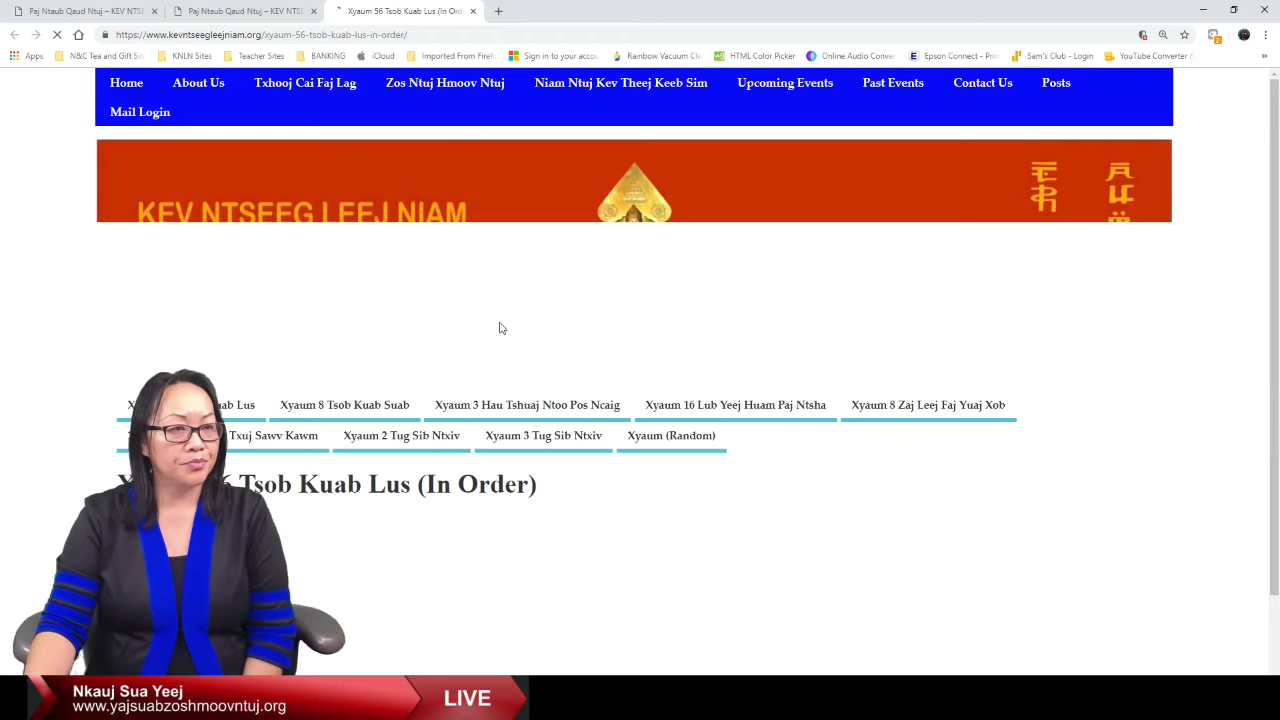 Paj Ntaub Qaud Ntuj – KEV NTSE
Paj Ntaub Qaud Ntuj – KEV NTSE
Xyaum 56 Tsob Kuab Lus (In Ord
https://www.kevntseegleejniam.org/xyaum-56-tsob-kuab-lus-in-order/
Apps N&C Tea and Gift Si KNLN Sites Teacher Sites BANKING iCloud Imported From Firef Sign in to your accou Rainbow Vacuum Cle HTML Color Picker Online Audio Conver Epson Connect - Prin Sam's Club - Login YouTube Converter &
Home About Us Txhooj Cai Faj Lag Zos Ntuj Hmoov Ntuj Niam Ntuj Kev Theej Keeb Sim Upcoming Events Past Events Contact Us Posts
Mail Login
KEV NTSEEG LEEJ NIAM
uab Lus Xyaum 8 Tsob Kuab Suab Xyaum 3 Hau Tshuaj Ntoo Pos Ncaig Xyaum 16 Lub Yeej Huam Paj Ntsha Xyaum 8 Zaj Leej Faj Yuaj Xob
Txuj Sawv Kawm Xyaum 2 Tug Sib Ntxiv Xyaum 3 Tug Sib Ntxiv Xyaum (Random)
6 Tsob Kuab Lus (In Order)
Nkauj Sua Yeej
www.yajsuabzoshmoovntuj.org
LIVE